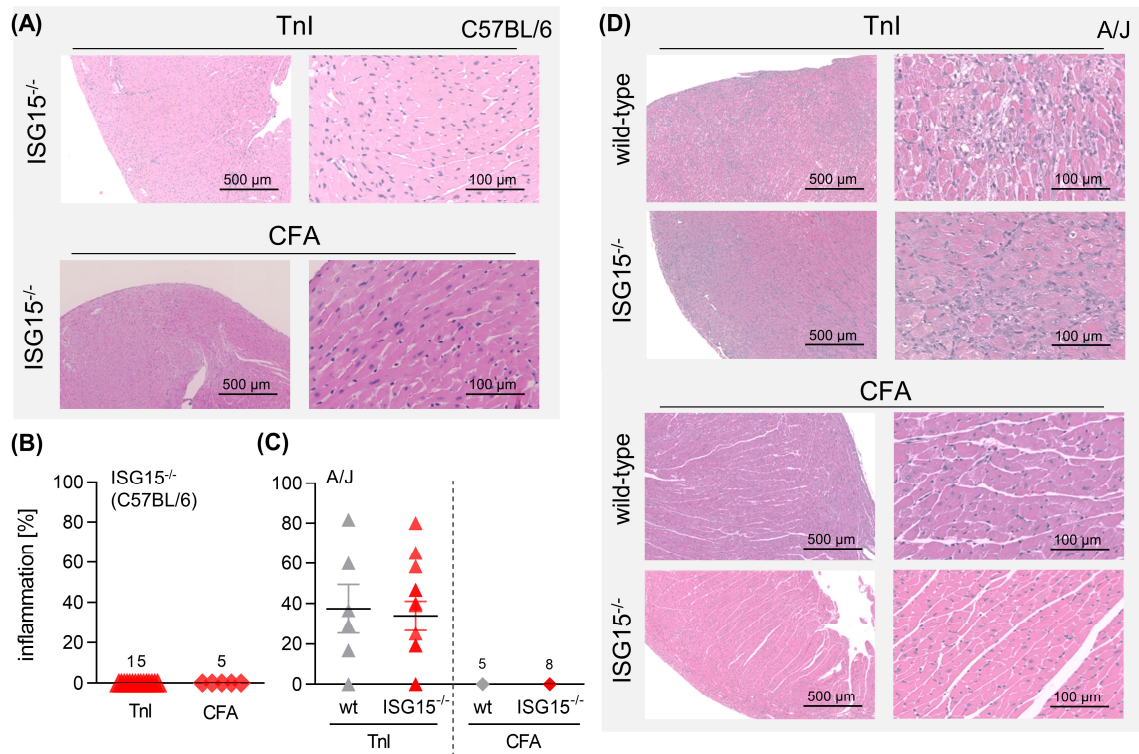 (A)
TnI
C57BL/6
ISG15-/-
500 µm
100 µm
CFA
ISG15-/-
500 µm
100 µm
(B)
ISG15-/-
(C57BL/6)
inflammation [%]
100
80
60
40
20
0
15
5
TnI
CFA
(C)
A/J
100
80
60
40
20
0
5
8
wt
ISG15-/-
wt
ISG15-/-
TnI
CFA
(D)
TnI
A/J
wild-type
500 µm
100 µm
ISG15-/-
500 µm
100 µm
CFA
wild-type
500 µm
100 µm
ISG15-/-
500 µm
100 µm